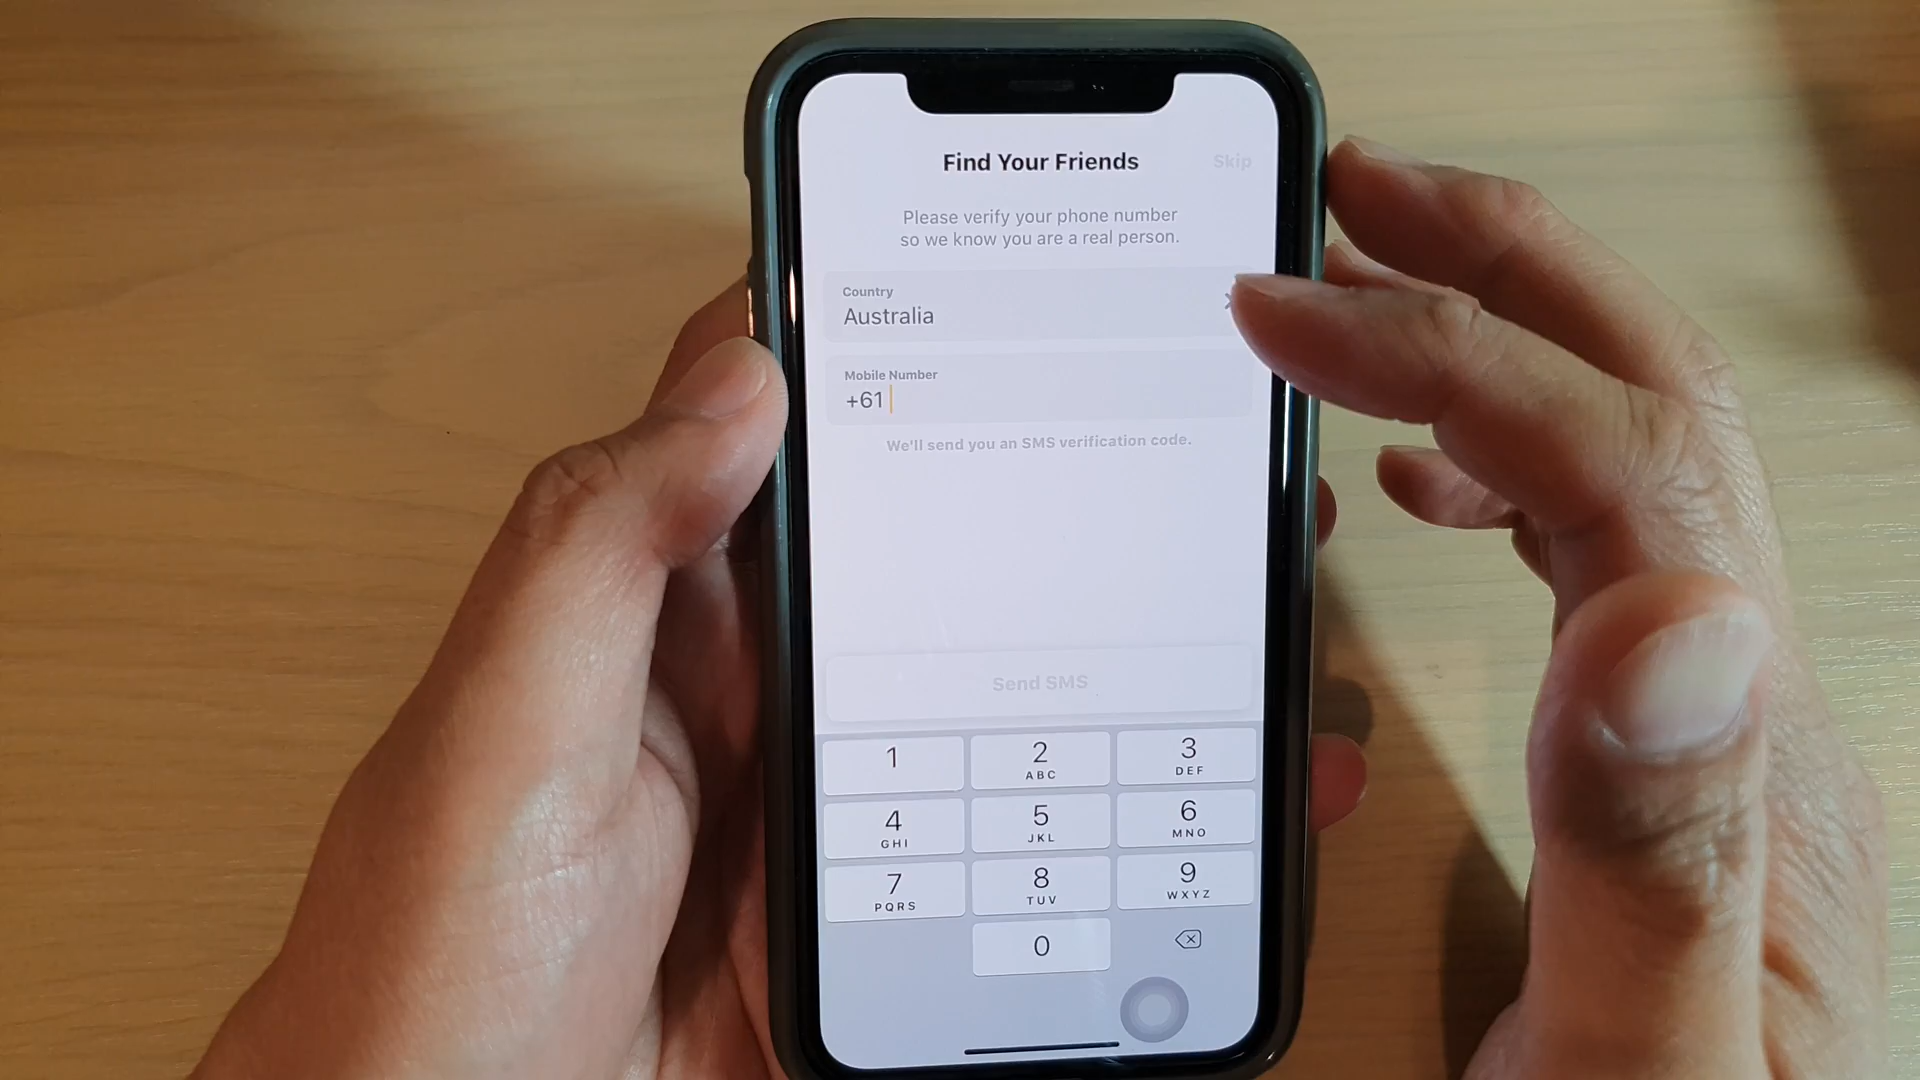 Find Your Friends
Skip
Please verify your phone number
so we know you are a real person.
Country
Australia
Mobile Number
+61
We'll send you an SMS verification code.
Send SMS
1
2
ABC
3
DEF
4
GHI
5
JKL
6
MNO
7
PQRS
8
TUV
9
WXYZ
0